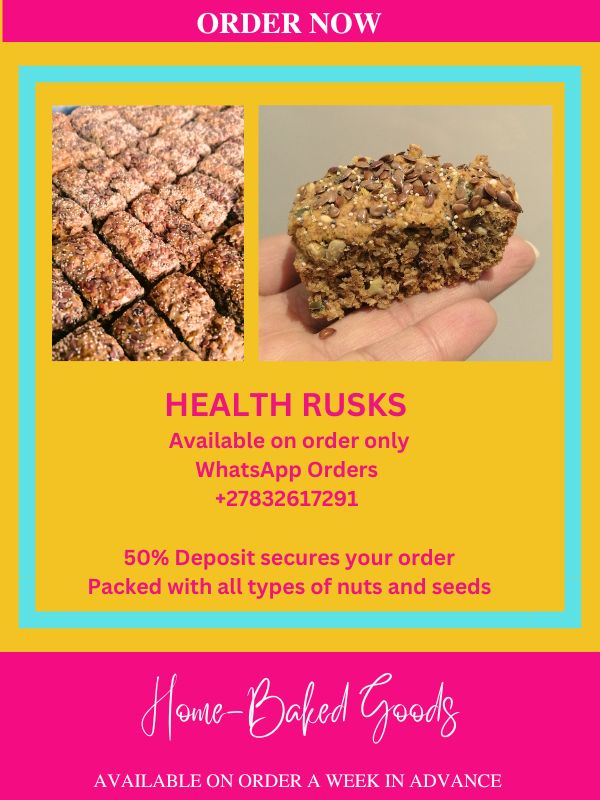 ORDER NOW
HEALTH RUSKS
Available on order only
WhatsApp Orders
+27832617291
50% Deposit secures your order
Packed with all types of nuts and seeds
Home-Baked Goods
AVAILABLE ON ORDER A WEEK IN ADVANCE